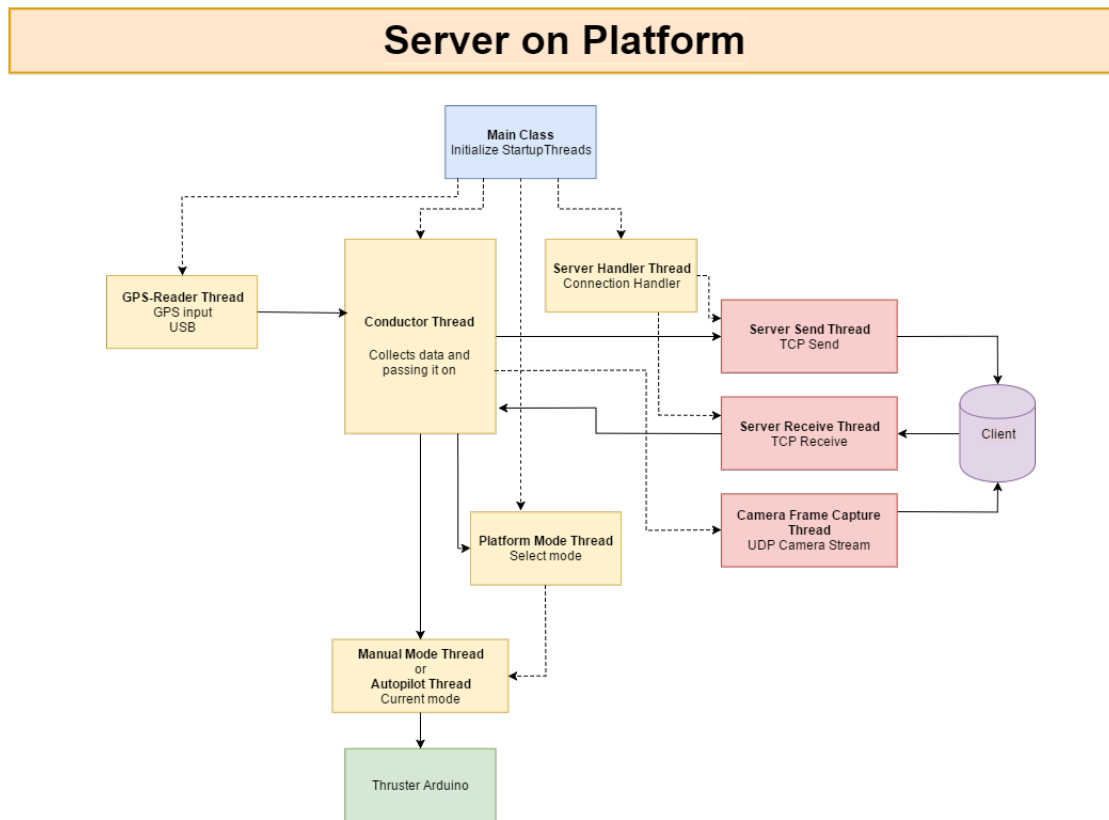 Server on Platform
Main Class
Initialize StartupThreads
Server Handler Thread
Connection Handler
GPS-Reader Thread
GPS input
USB
Conductor Thread
Collects data and
passing it on
Server Send Thread
TCP Send
Server Receive Thread
TCP Receive
Client
Camera Frame Capture
Thread
UDP Camera Stream
Platform Mode Thread
Select mode
Manual Mode Thread
or
Autopilot Thread
Current mode
Thruster Arduino